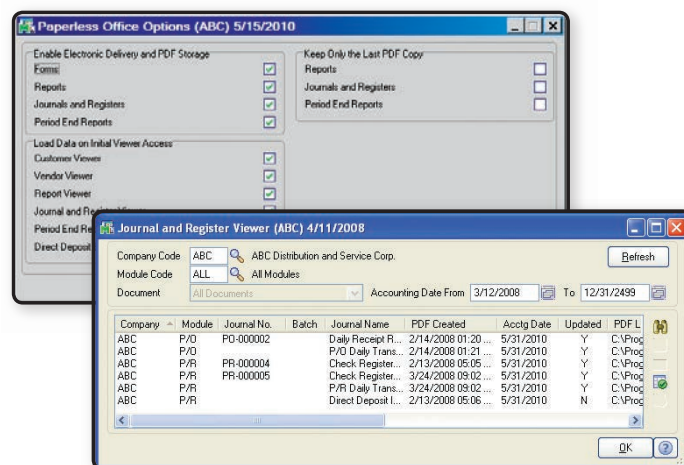 Paperless Office Options (ABC) 5/15/2010
Enable Electronic Delivery and PDF Storage
Forms
Reports
Journals and Registers
Period End Reports
Keep Only the Last PDF Copy
Reports
Journals and Registers
Period End Reports
Load Data on Initial Viewer Access
Customer Viewer
Vendor Viewer
Report Viewer
Journal and Register Viewer
Period End Re
Direct Deposit
Journal and Register Viewer (ABC) 4/11/2008
Company Code ABC ABC Distribution and Service Corp. Refresh
Module Code ALL All Modules
Document All Documents Accounting Date From 3/12/2008 To 12/31/2499
Company Module Journal No. Batch Journal Name PDF Created Acctg Date Updated PDF L
ABC P/O PO-000002 Daily Receipt R... 2/14/2008 01:20 ... 5/31/2010 Y C:\Prog
ABC P/O P/O Daily Trans... 2/14/2008 01:21 ... 5/31/2010 Y C:\Prog
ABC P/R PR-000004 Check Register... 2/13/2008 05:05 ... 5/31/2010 Y C:\Prog
ABC P/R PR-000005 Check Register... 3/24/2008 09:02 ... 5/31/2010 Y C:\Prog
ABC P/R P/R Daily Trans... 3/24/2008 09:02 ... 5/31/2010 Y C:\Prog
ABC P/R Direct Deposit I... 2/13/2008 05:06 ... 5/31/2010 N C:\Prog
OK